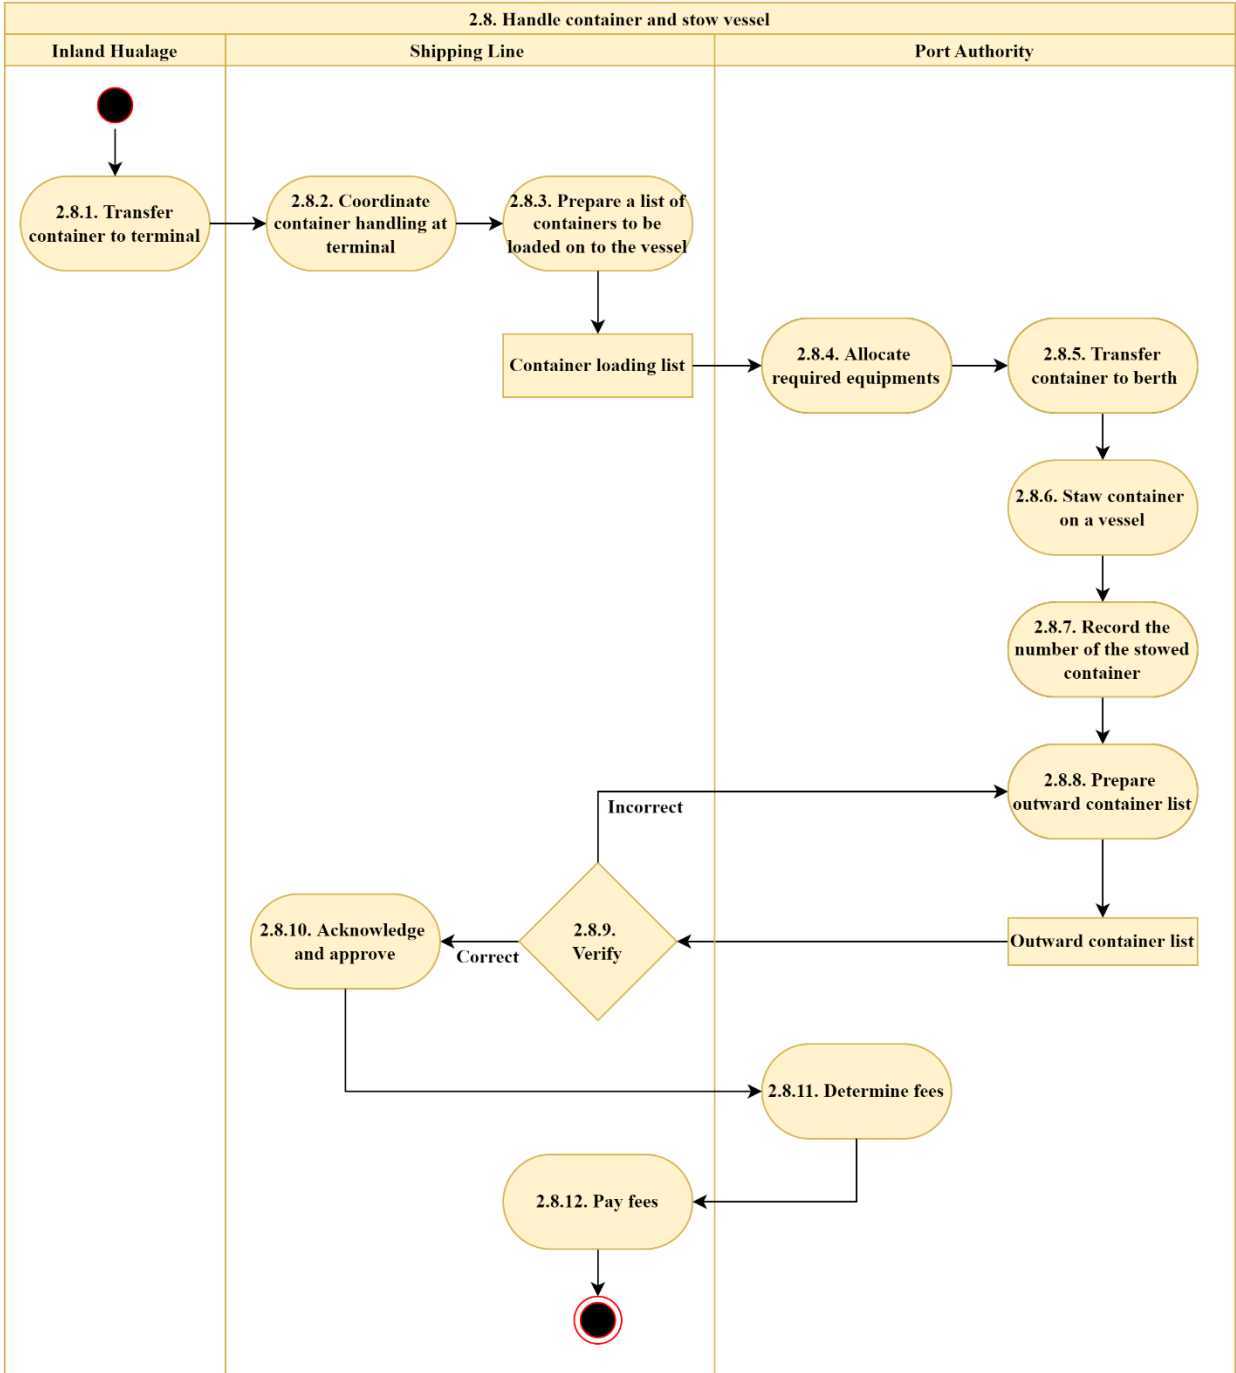 2.8. Handle container and stow vessel
Inland Hualage
Shipping Line
Port Authority
2.8.1. Transfer
container to terminal
2.8.2. Coordinate
container handling at
terminal
2.8.3. Prepare a list of
containers to be
loaded on to the vessel
Container loading list
2.8.4. Allocate
required equipments
2.8.5. Transfer
container to berth
2.8.6. Staw container
on a vessel
2.8.7. Record the
number of the stowed
container
2.8.8. Prepare
outward container list
Incorrect
Outward container list
2.8.9.
Verify
Correct
2.8.10. Acknowledge
and approve
2.8.11. Determine fees
2.8.12. Pay fees